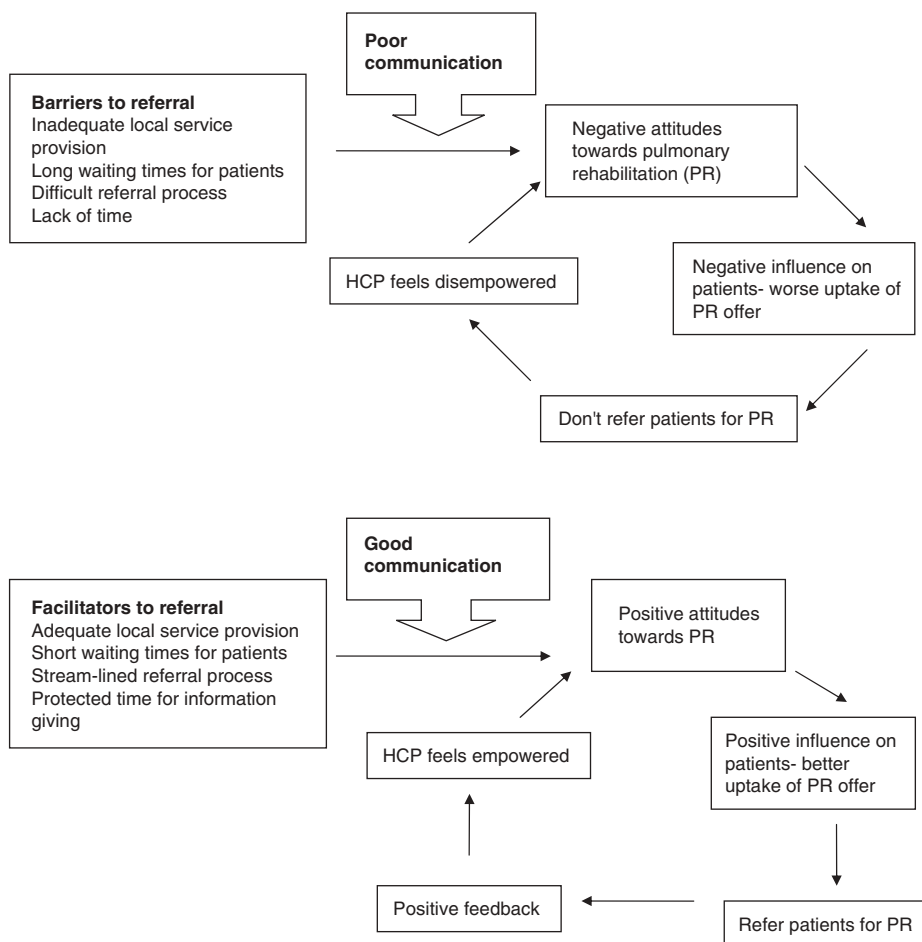 Poor
communication
Barriers to referral
Inadequate local service
provision
Long waiting times for patients
Difficult referral process
Lack of time
Negative attitudes
towards pulmonary
rehabilitation (PR)
HCP feels disempowered
Negative influence on
patients- worse uptake of
PR offer
Don't refer patients for PR
Good
communication
Facilitators to referral
Adequate local service provision
Short waiting times for patients
Stream-lined referral process
Protected time for information
giving
Positive attitudes
towards PR
HCP feels empowered
Positive influence on
patients- better
uptake of PR offer
Positive feedback
Refer patients for PR